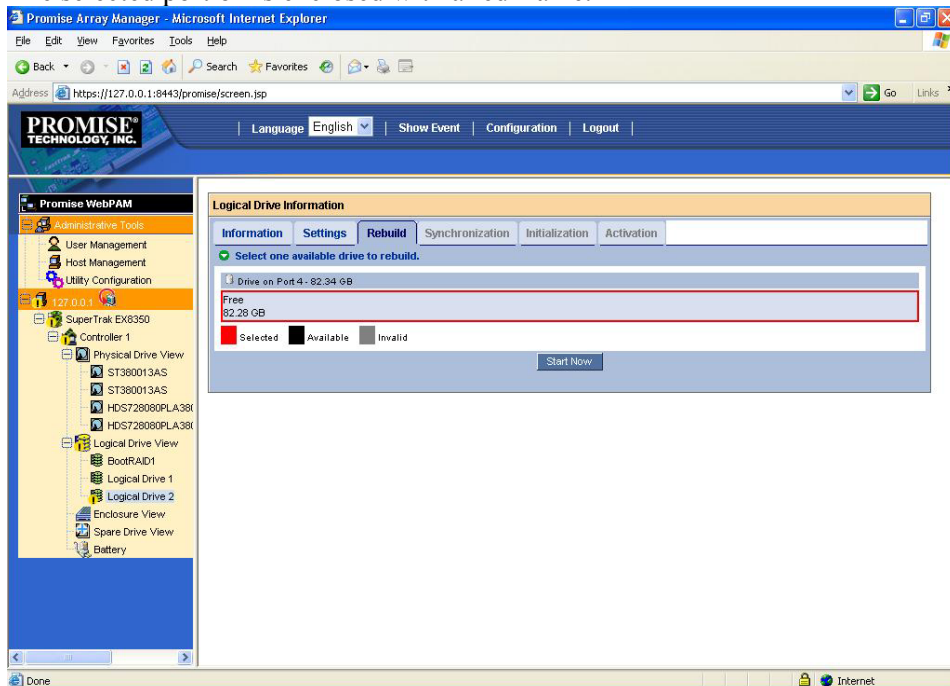 Promise Array Manager - Microsoft Internet Explorer
File Edit View Favorites Tools Help
Back Search Favorites
Address https://127.0.0.1:8443/promise/screen.jsp Go Links
PROMISE®
TECHNOLOGY, INC.
| Language English | Show Event | Configuration | Logout |
Promise WebPAM
Administrative Tools
User Management
Host Management
Utility Configuration
127.0.0.1
SuperTrak EX8350
Controller 1
Physical Drive View
ST380013AS
ST380013AS
HDS728080PLA38
HDS728080PLA38
Logical Drive View
BootRAID1
Logical Drive 1
Logical Drive 2
Enclosure View
Spare Drive View
Battery
Logical Drive Information
Information Settings Rebuild Synchronization Initialization Activation
Select one available drive to rebuild.
Drive on Port 4 - 82.34 GB
Free
82.28 GB
Selected Available Invalid
Start Now
Done Internet